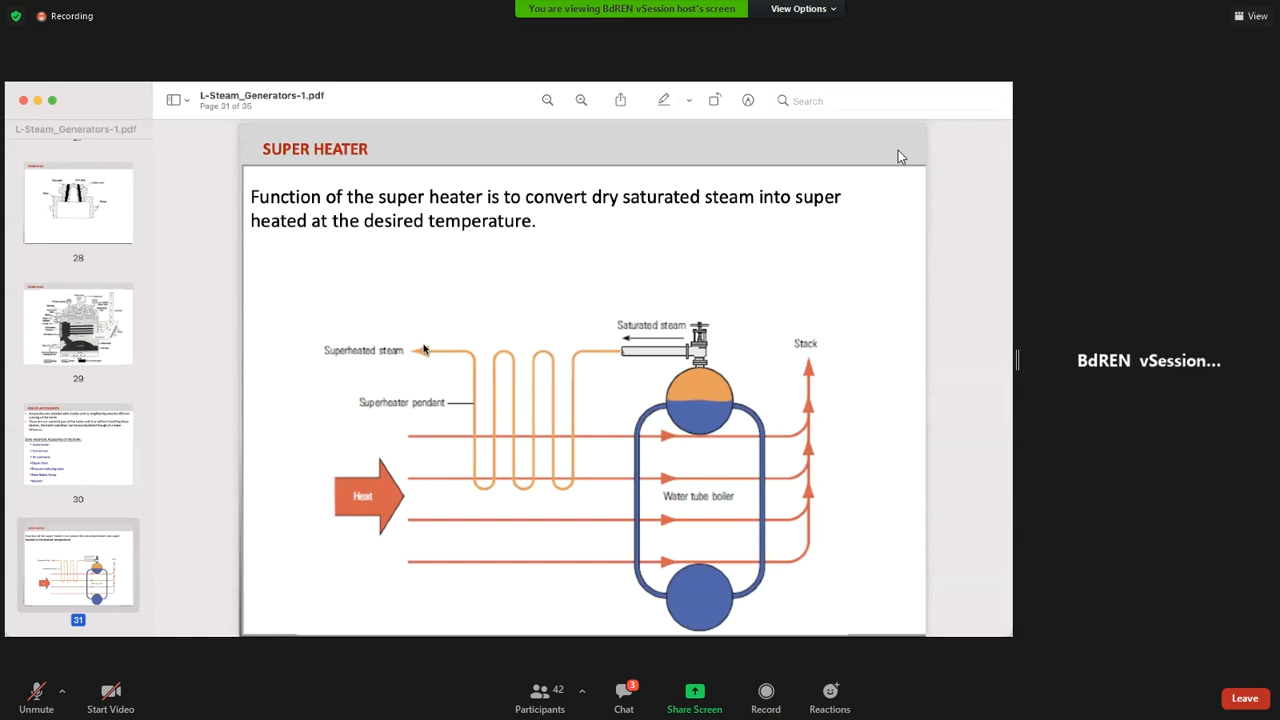 Recording
You are viewing BdREN vSession host's screen
View Options
View
L-Steam_Generators-1.pdf
Page 31 of 35
Search
L-Steam_Generators-1.pdf
28
29
30
31
SUPER HEATER
Function of the super heater is to convert dry saturated steam into super
heated at the desired temperature.
Saturated steam
Superheated steam
Stack
Superheater pendant
Heat
Water tube boiler
BdREN vSession...
Unmute
Start Video
42
Participants
3
Chat
Share Screen
Record
Reactions
Leave